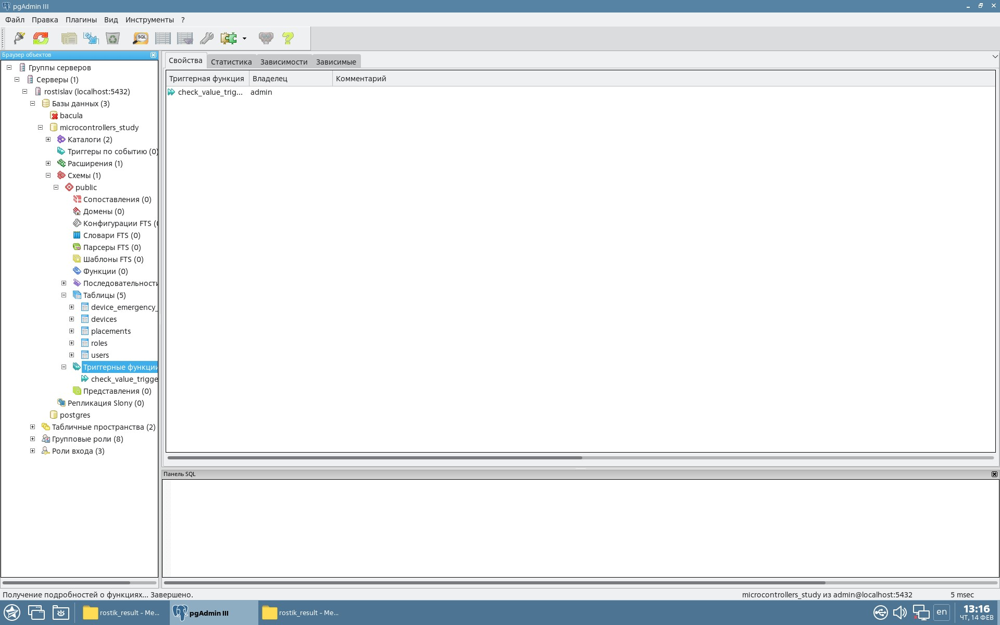 pgAdmin III
Файл Правка Плагины Вид Инструменты ?
SQL
Браузер объектов
Группы серверов
Серверы (1)
rostislav (localhost:5432)
Базы данных (3)
bacula
microcontrollers_study
Каталоги (2)
Триггеры по событию (0)
Расширения (1)
Схемы (1)
public
Сопоставления (0)
Домены (0)
Конфигурации FTS (
Словари FTS (0)
Парсеры FTS (0)
Шаблоны FTS (0)
Функции (0)
Последовательности
Таблицы (5)
device_emergency_
devices
placements
roles
users
Триггерные функции
check_value_trigge
Представления (0)
Репликация Slony (0)
postgres
Табличные пространства (2)
Групповые роли (8)
Роли входа (3)
Свойства Статистика Зависимости Зависимые
Триггерная функция Владелец Комментарий
check_value_trig... admin
Панель SQL
Получение подробностей о функциях... Завершено.
microcontrollers_study из admin@localhost:5432 5 msec
rostik_result - Me... pgAdmin III rostik_result - Me...
en
13:16
ЧТ, 14 ФЕВ